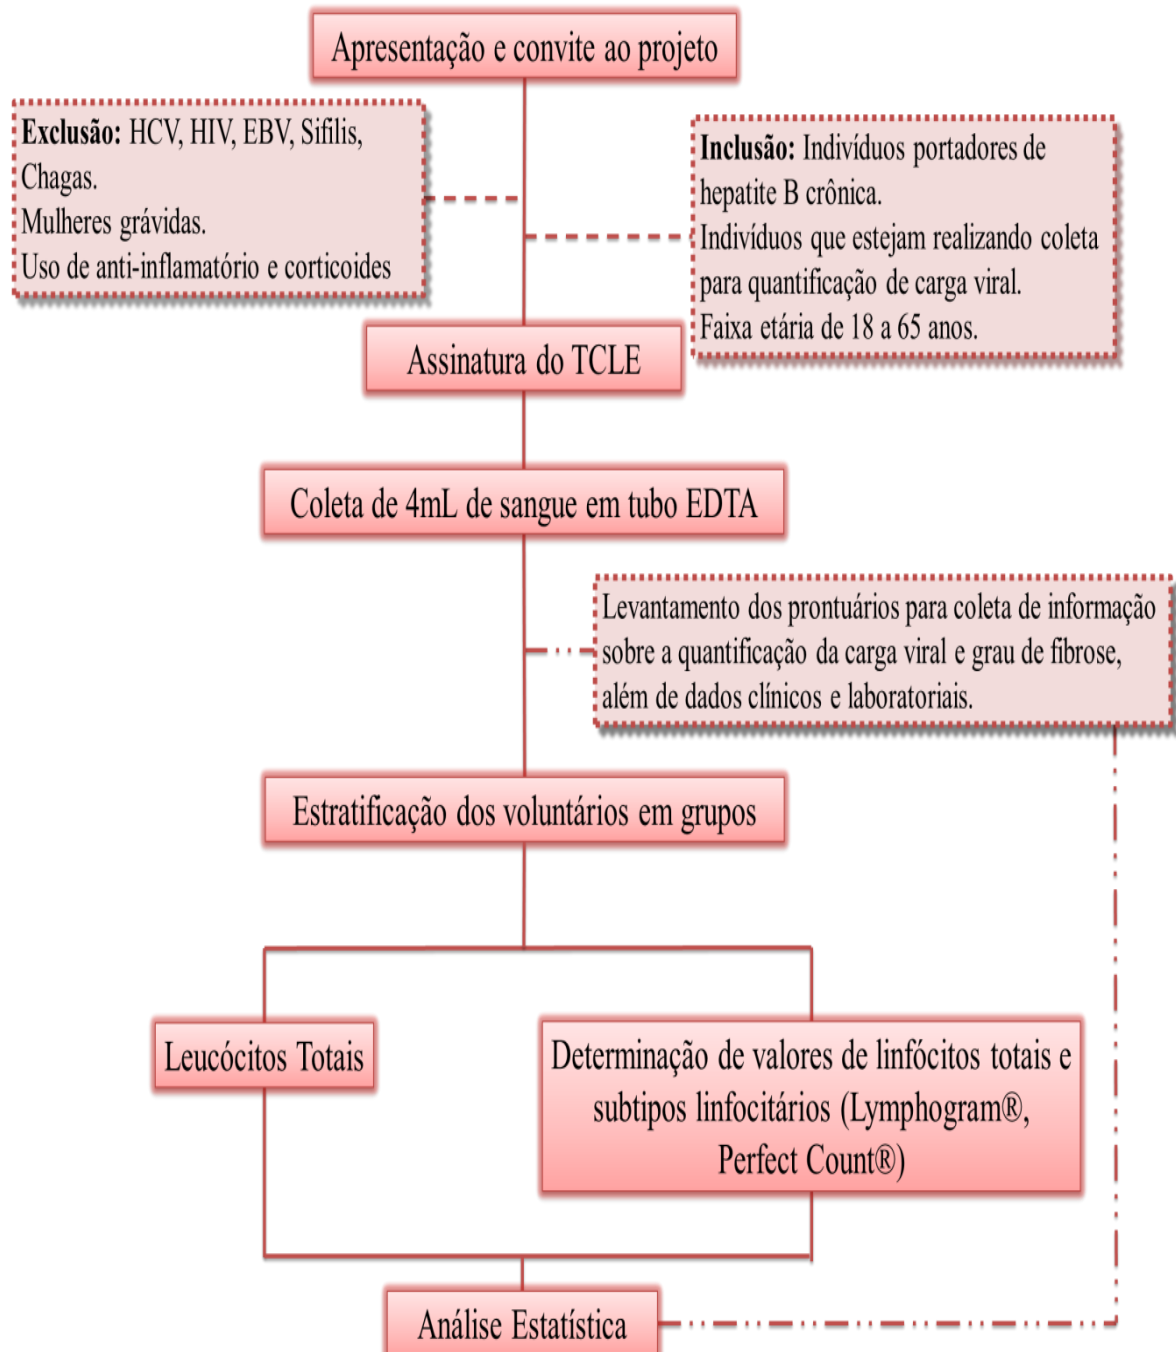 Apresentação e convite ao projeto
Exclusão: HCV, HIV, EBV, Sifilis,
Chagas.
Mulheres grávidas.
Uso de anti-inflamatório e corticoides
Inclusão: Indivíduos portadores de
hepatite B crônica.
Indivíduos que estejam realizando coleta
para quantificação de carga viral.
Faixa etária de 18 a 65 anos.
Assinatura do TCLE
Coleta de 4mL de sangue em tubo EDTA
Levantamento dos prontuários para coleta de informação
sobre a quantificação da carga viral e grau de fibrose,
além de dados clínicos e laboratoriais.
Estratificação dos voluntários em grupos
Leucócitos Totais
Determinação de valores de linfócitos totais e
subtipos linfocitários (Lymphogram®,
Perfect Count®)
Análise Estatística